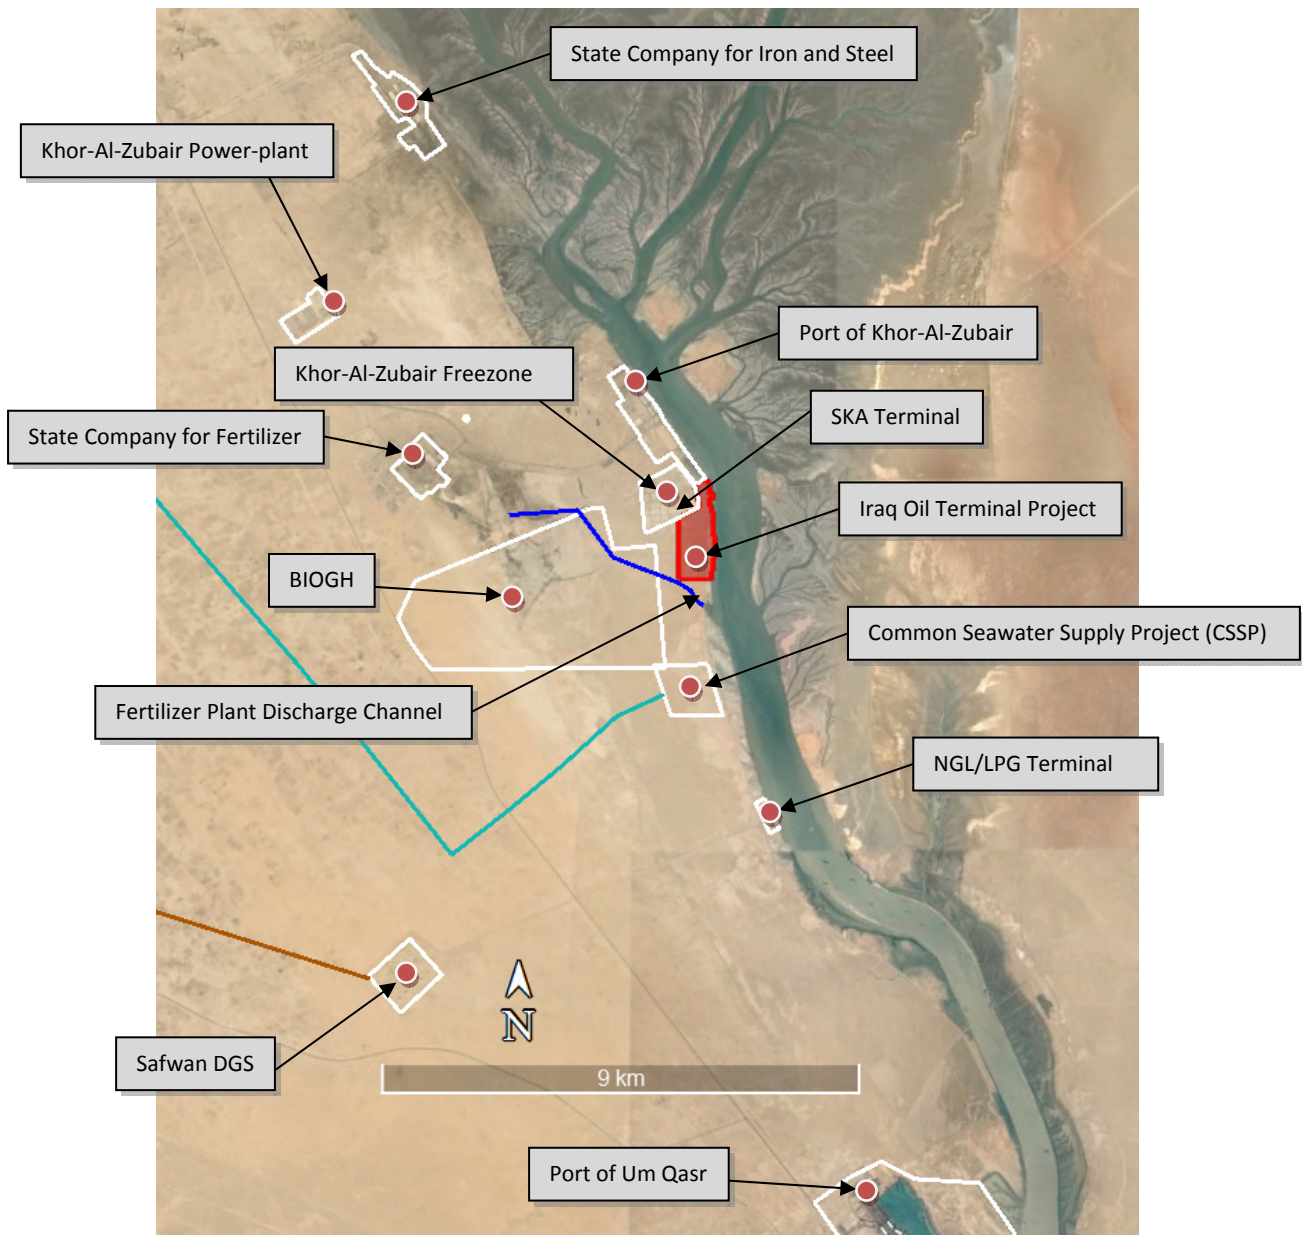 State Company for Iron and Steel
Khor-Al-Zubair Power-plant
Port of Khor-Al-Zubair
Khor-Al-Zubair Freezone
SKA Terminal
State Company for Fertilizer
Iraq Oil Terminal Project
BIOGH
Common Seawater Supply Project (CSSP)
Fertilizer Plant Discharge Channel
NGL/LPG Terminal
N
Safwan DGS
9 km
Port of Um Qasr